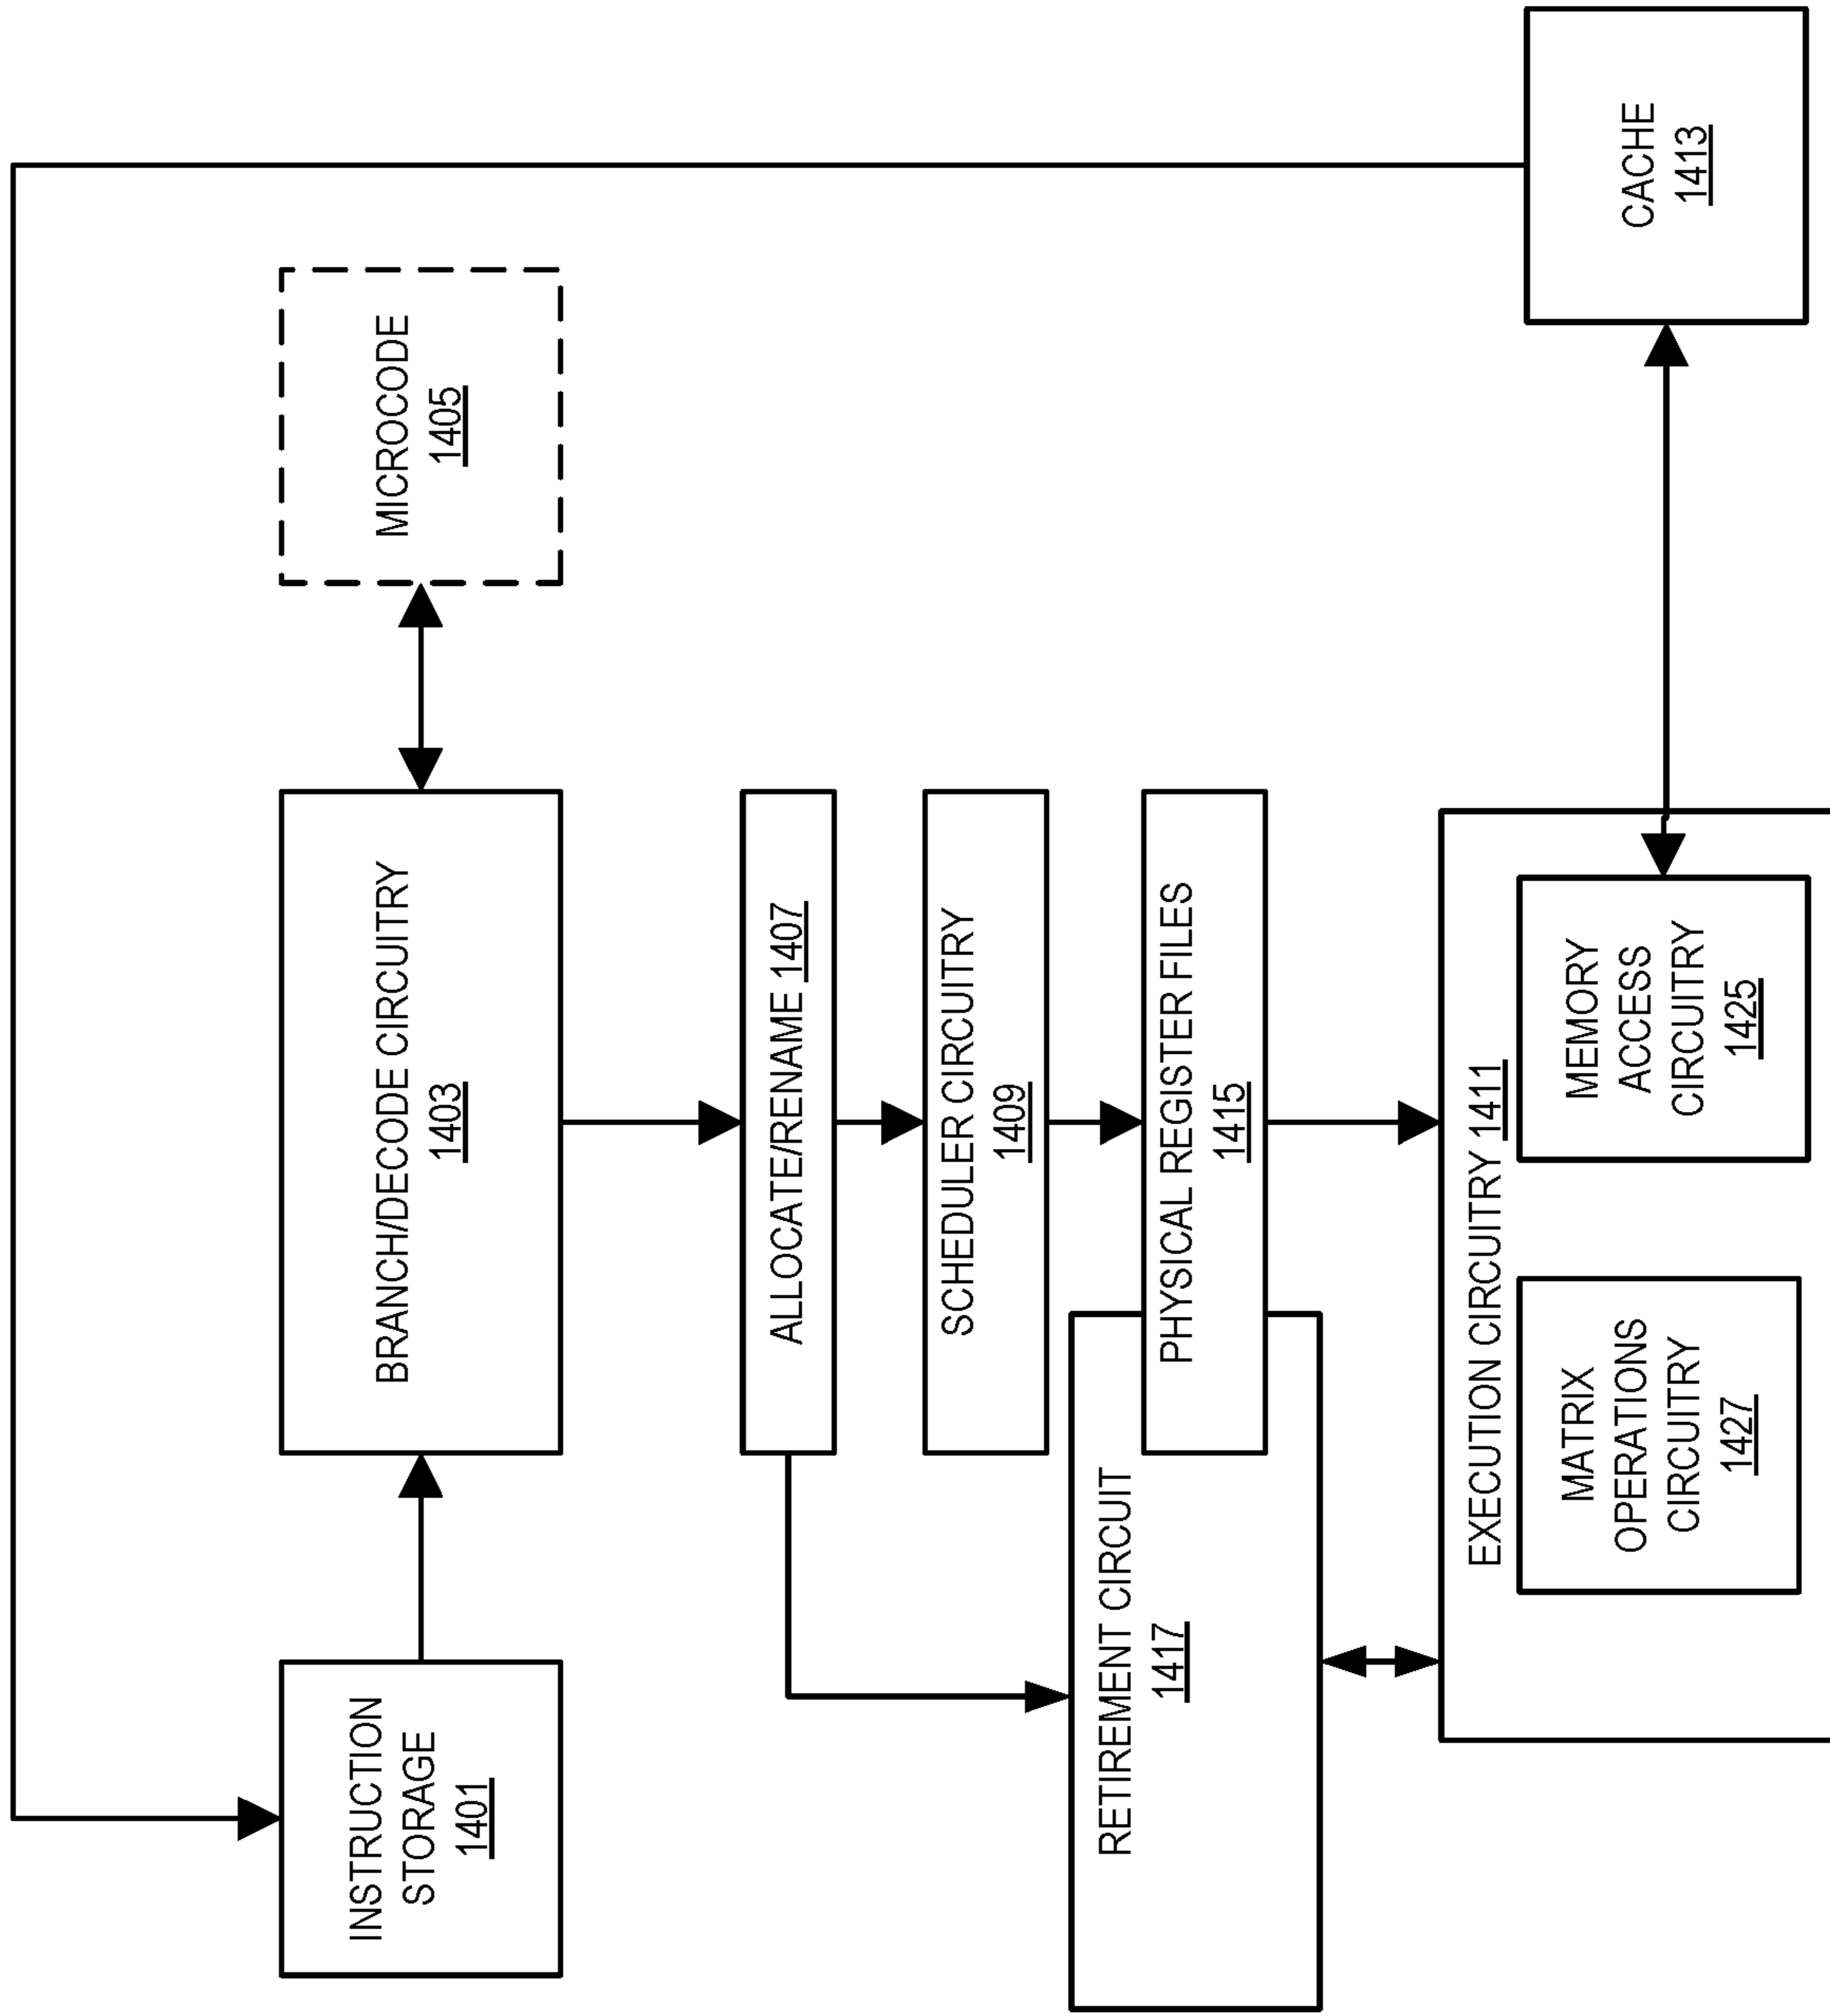 INSTRUCTION
STORAGE
1401
BRANCH/DECODE CIRCUITRY
1403
MICROCODE
1405
ALLOCATE/RENAME 1407
SCHEDULER CIRCUITRY
1409
RETIREMENT CIRCUIT
1417
PHYSICAL REGISTER FILES
1415
EXECUTION CIRCUITRY 1411
MATRIX
OPERATIONS
CIRCUITRY
1427
MEMORY
ACCESS
CIRCUITRY
1425
CACHE
1413